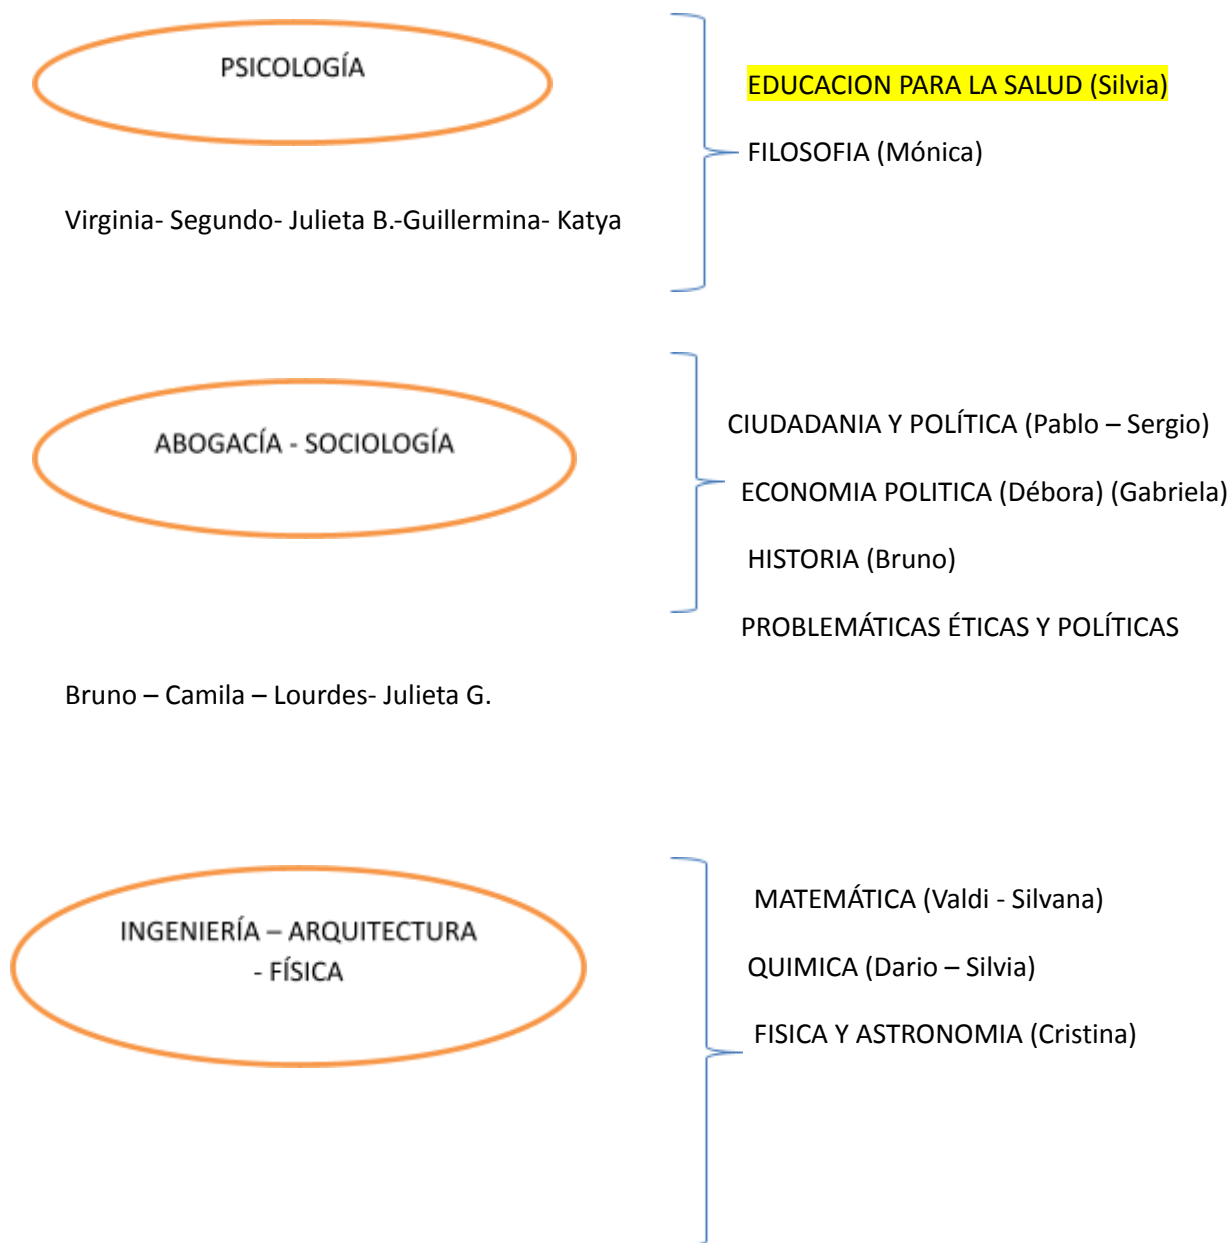 PSICOLOGÍA
EDUCACION PARA LA SALUD (Silvia)
FILOSOFIA (Mónica)
Virginia- Segundo- Julieta B.-Guillermina- Katya
ABOGACÍA - SOCIOLOGÍA
CIUDADANIA Y POLÍTICA (Pablo – Sergio)
ECONOMIA POLITICA (Débora) (Gabriela)
HISTORIA (Bruno)
PROBLEMÁTICAS ÉTICAS Y POLÍTICAS
Bruno – Camila – Lourdes- Julieta G.
INGENIERÍA – ARQUITECTURA
- FÍSICA
MATEMÁTICA (Valdi - Silvana)
QUIMICA (Dario – Silvia)
FISICA Y ASTRONOMIA (Cristina)